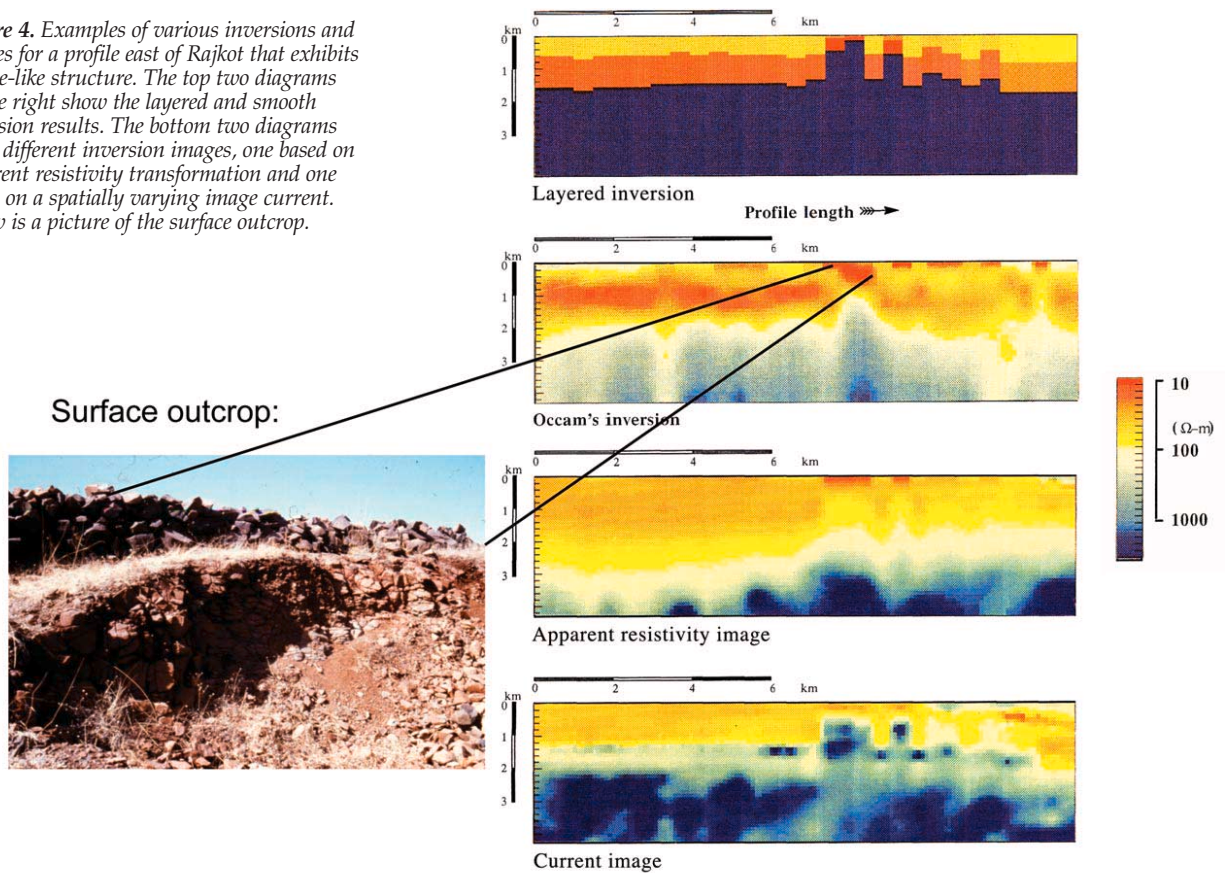 re 4. Examples of various inversions and
es for a profile east of Rajkot that exhibits
e-like structure. The top two diagrams
e right show the layered and smooth
sion results. The bottom two diagrams
different inversion images, one based on
rent resistivity transformation and one
on a spatially varying image current.
is a picture of the surface outcrop.
0 2 4 6 km
km
0
1
2
3
Layered inversion
Profile length
0 2 4 6 km
km
0
1
2
3
Occam's inversion
Surface outcrop:
10
(Ω-m)
100
1000
0 2 4 6 km
km
0
1
2
3
Apparent resistivity image
0 2 4 6 km
km
0
1
2
3
Current image